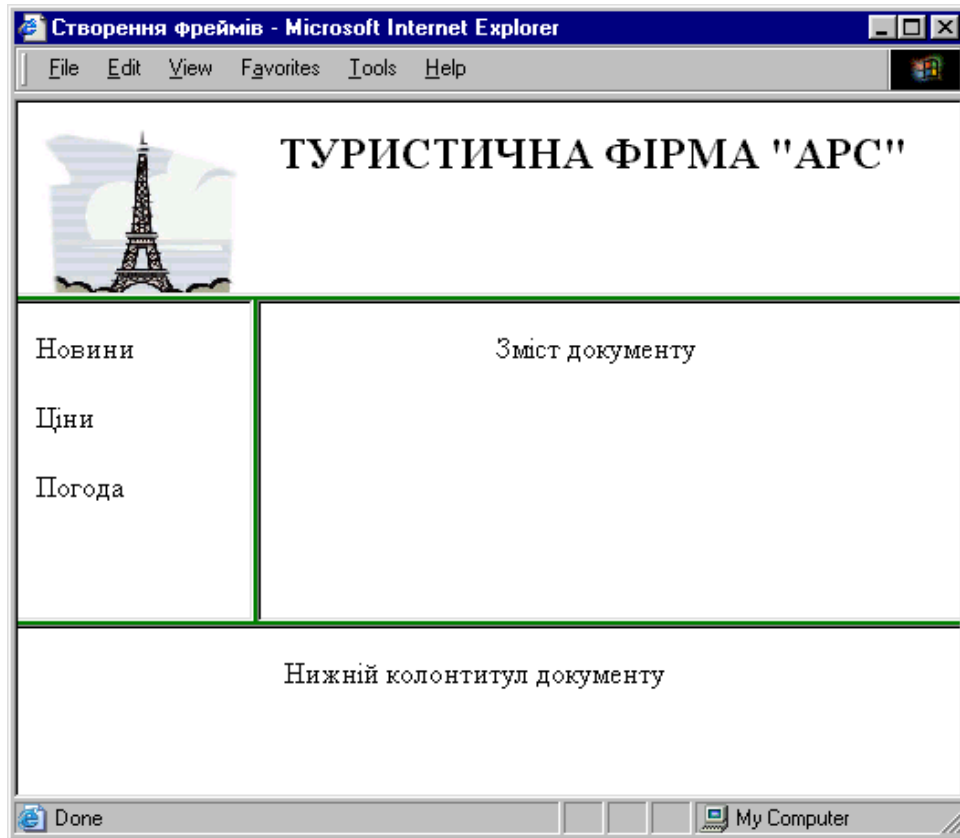 Створення фреймів - Microsoft Internet Explorer
File Edit View Favorites Tools Help
ТУРИСТИЧНА ФІРМА "АРС"
Новини
Ціни
Погода
Зміст документу
Нижній колонтитул документу
Done
My Computer